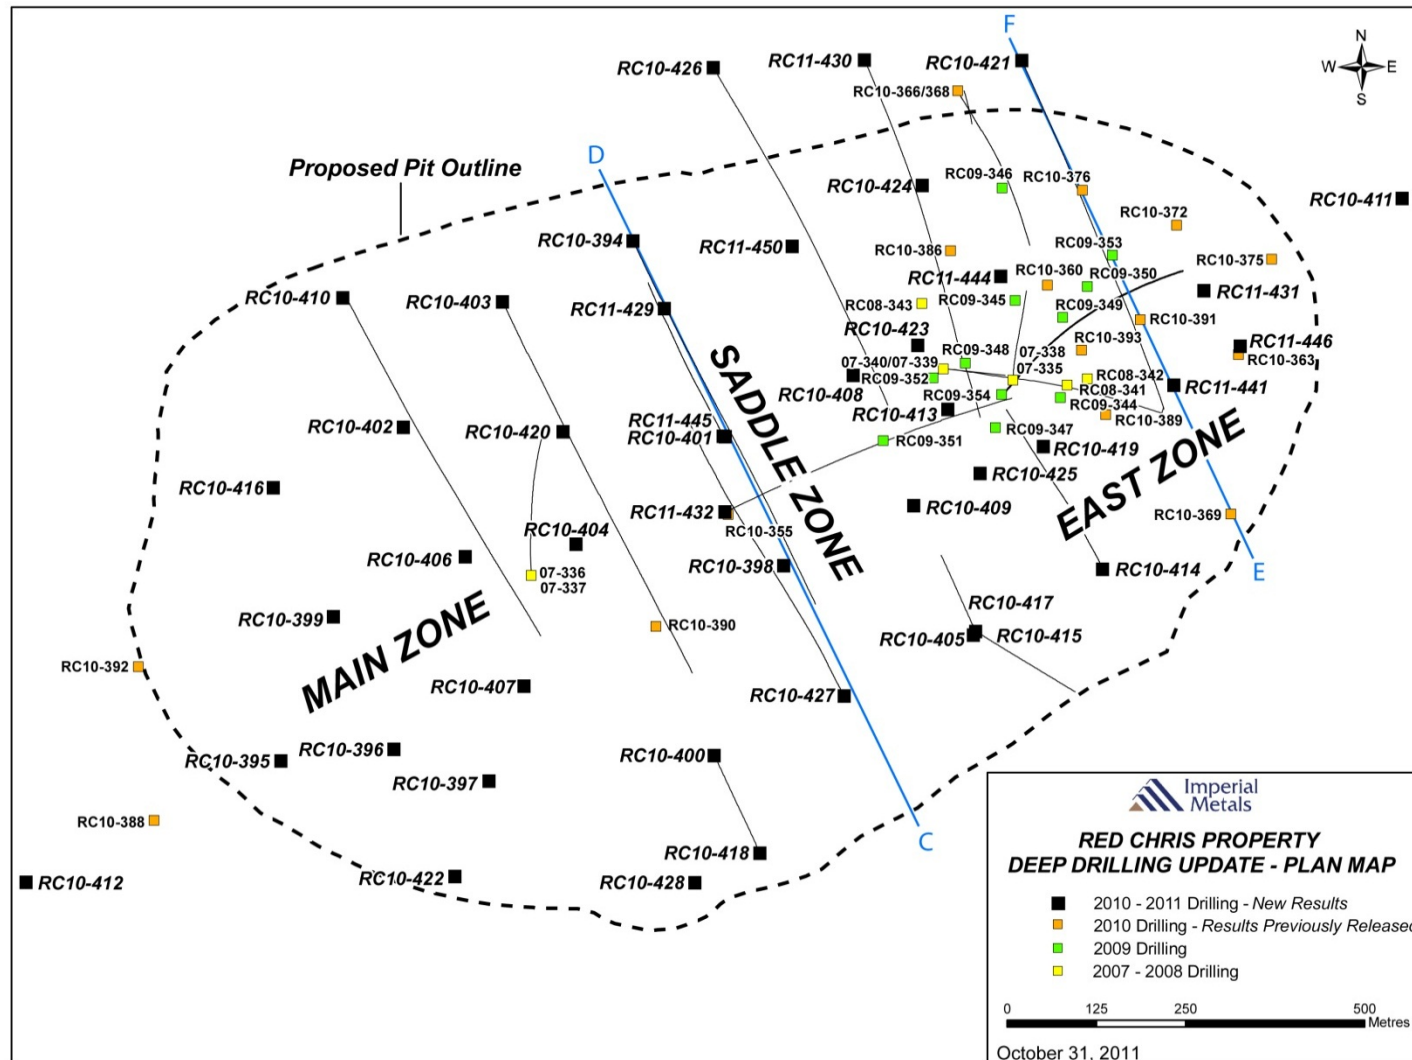 F
N
W E
S
RC10-426
RC11-430
RC10-421
RC10-366/368
D
Proposed Pit Outline
RC10-424
RC09-346
RC10-376
RC10-411
RC10-372
RC10-394
RC11-450
RC10-386
RC09-353
RC10-375
RC11-444
RC10-360
RC09-350
RC10-410
RC10-403
RC11-429
RC08-343
RC09-345
RC09-349
RC11-431
RC10-391
RC10-423
RC09-348
07-338
RC10-393
RC11-446
RC10-363
07-340/07-339
07-335
RC09-352
RC08-342
RC11-441
RC10-408
RC09-354
RC08-341
RC09-344
RC10-413
RC10-389
RC10-402
RC10-420
RC11-445
RC10-401
SADDLE ZONE
RC09-351
RC09-347
RC10-419
RC10-425
EAST ZONE
RC10-416
RC11-432
RC10-355
RC10-409
RC10-369
RC10-404
RC10-406
07-336
07-337
RC10-398
RC10-414
E
RC10-399
RC10-417
RC10-405
RC10-415
RC10-390
MAIN ZONE
RC10-392
RC10-407
RC10-427
RC10-395
RC10-396
RC10-397
RC10-400
RC10-388
C
RC10-418
RC10-412
RC10-422
RC10-428
Imperial
Metals
RED CHRIS PROPERTY
DEEP DRILLING UPDATE - PLAN MAP
2010 - 2011 Drilling - New Results
2010 Drilling - Results Previously Released
2009 Drilling
2007 - 2008 Drilling
0 125 250 500
Metres
October 31, 2011